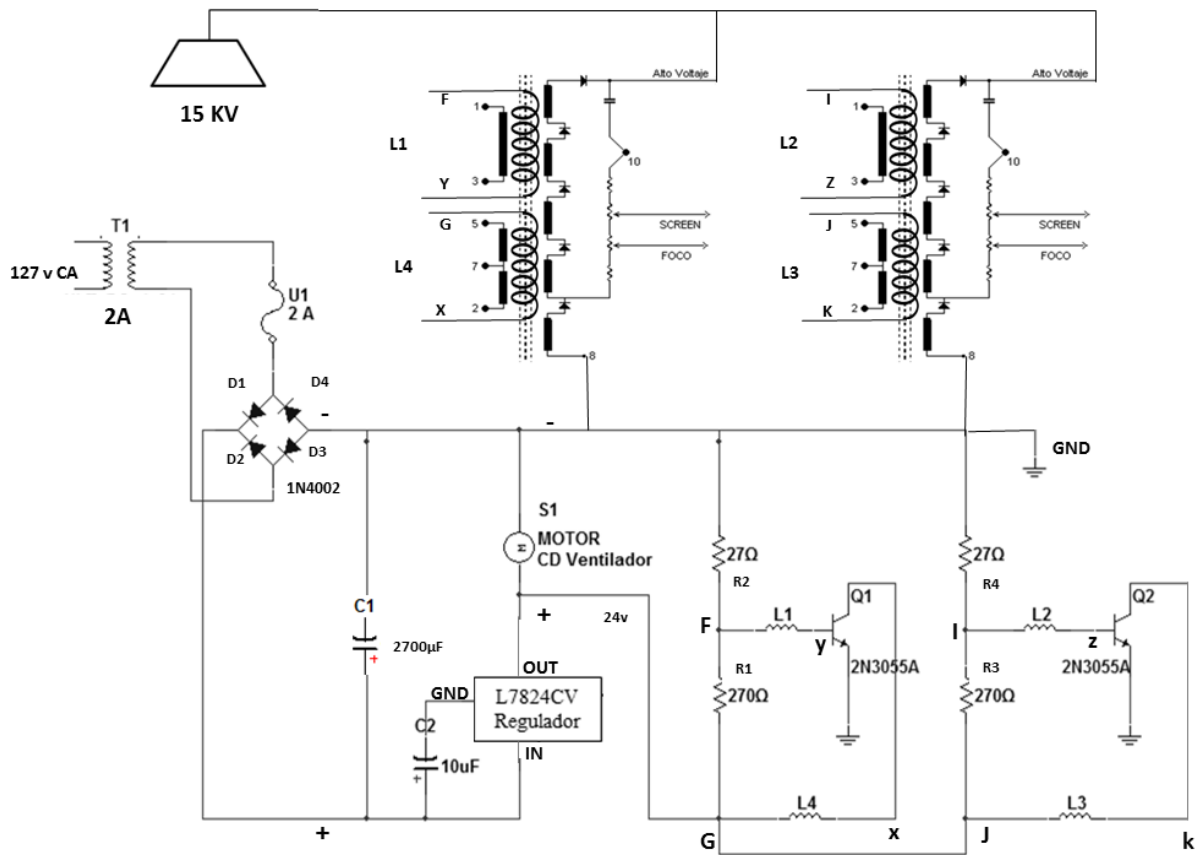 15 KV
Alto Voltaje
F
1
L1
10
Y
3
G
5
SCREEN
L4
7
FOCO
X
2
8
Alto Voltaje
I
1
L2
10
Z
3
J
5
SCREEN
L3
7
FOCO
K
2
8
T1
127 v CA
2A
U1
2 A
D1
D4
-
D2
D3
1N4002
-
GND
S1
MOTOR
CD Ventilador
M
+
24v
C1
2700µF
+
OUT
GND
L7824CV
Regulador
IN
C2
10uF
+
+
27Ω
R2
F
L1
Q1
y
2N3055A
R1
270Ω
L4
G
x
27Ω
R4
I
L2
Q2
z
2N3055A
R3
270Ω
L3
J
k